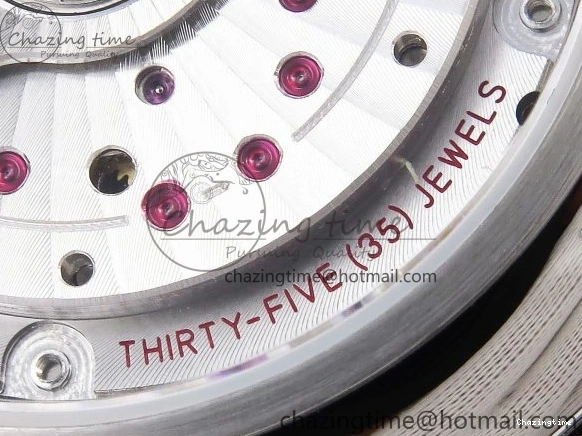 Chazing time
Pursuing Quality
Chazing time
Pursuing Quality
chazingtime@hotmail.com
THIRTY-FIVE (35) JEWELS
chazingtime@hotmail.com
Chazingtime